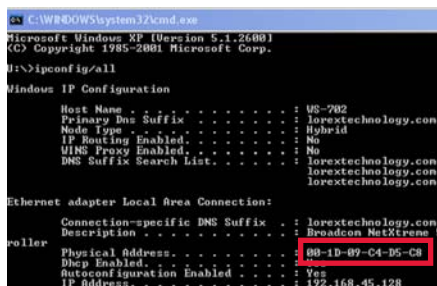 C:\WINDOWS\system32\cmd.exe
Microsoft Windows XP [Version 5.1.2600]
(C) Copyright 1985-2001 Microsoft Corp.
U:\>ipconfig/all
Windows IP Configuration
Host Name . . . . . . . . . . . . : WS-702
Primary Dns Suffix . . . . . . . : lorextechnology.com
Node Type . . . . . . . . . . . . : Hybrid
IP Routing Enabled. . . . . . . . : No
WINS Proxy Enabled. . . . . . . . : No
DNS Suffix Search List. . . . . . : lorextechnology.com
lorextechnology.com
lorextechnology.com
Ethernet adapter Local Area Connection:
Connection-specific DNS Suffix . : lorextechnology.com
Description . . . . . . . . . . . : Broadcom NetXtreme
roller
Physical Address. . . . . . . . . : 00-1D-09-C4-D5-C8
Dhcp Enabled. . . . . . . . . . . :
Autoconfiguration Enabled . . . . : Yes
IP Address. . . . . . . . . . . . : 192.168.45.128